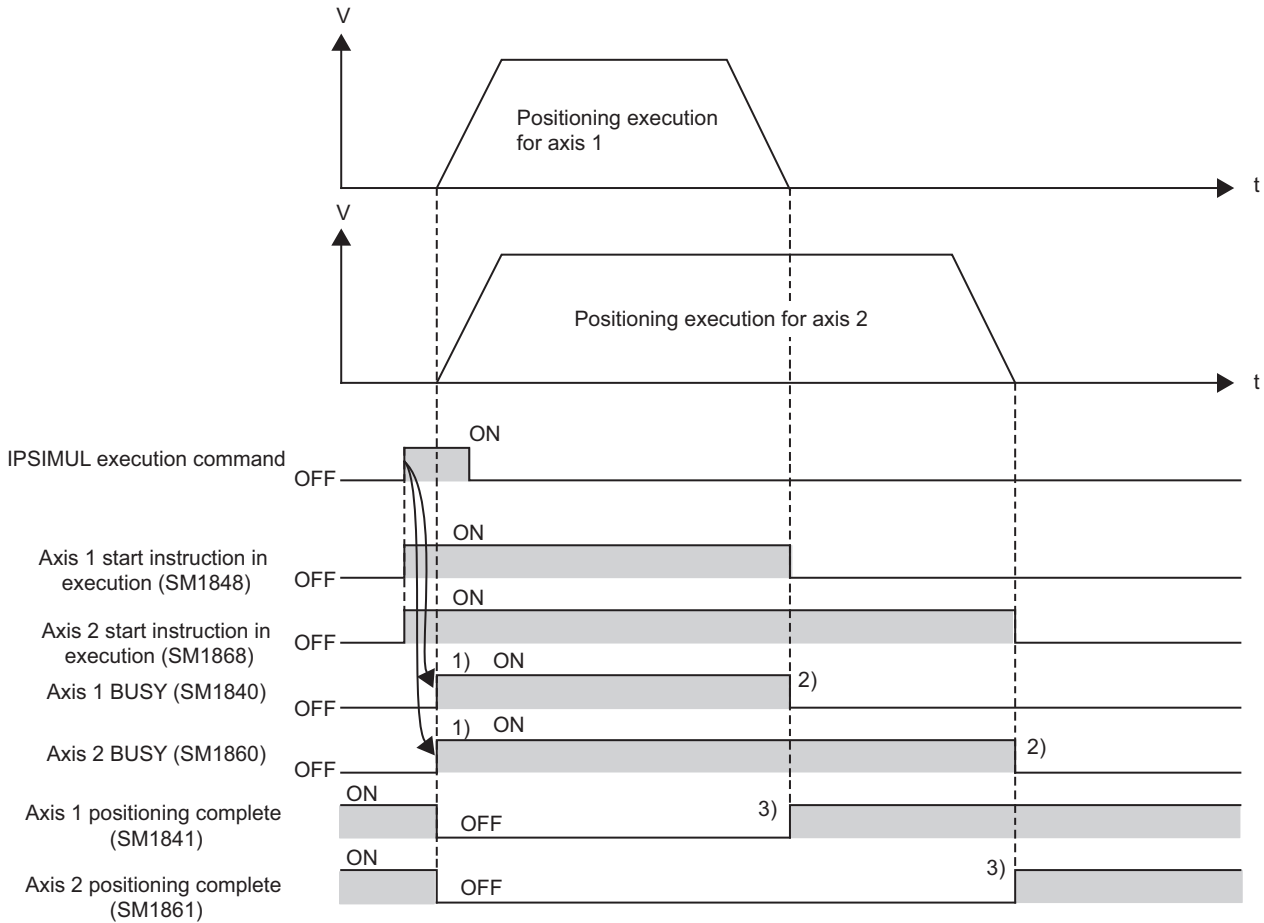 V
Positioning execution
for axis 1
t
V
Positioning execution for axis 2
t
ON
IPSIMUL execution command
OFF
ON
Axis 1 start instruction in
execution (SM1848)
OFF
ON
Axis 2 start instruction in
execution (SM1868)
OFF
1) ON
2)
Axis 1 BUSY (SM1840)
OFF
1) ON
2)
Axis 2 BUSY (SM1860)
OFF
ON
Axis 1 positioning complete
(SM1841)
OFF
3)
ON
Axis 2 positioning complete
(SM1861)
OFF
3)